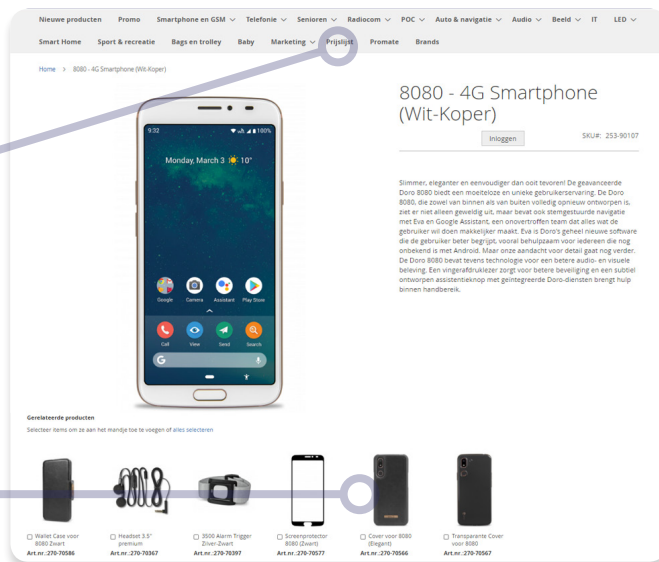 Nieuwe producten Promo Smartphone en GSM Telefonie Senioren Radiocom POC Auto & navigatie Audio Beeld IT LED
Smart Home Sport & recreatie Bags en trolley Baby Marketing Prijslijst Promate Brands
Home > 8080 - 4G Smartphone (Wit-Koper)
8080 - 4G Smartphone
(Wit-Koper)
Inloggen
SKU#: 253-90107
9:32
100%
Monday, March 3 10°
Google Camera Assistant Play Store
Call View Send Search
G
Slimmer, eleganter en eenvoudiger dan ooit tevoren! De geavanceerde
Doro 8080 biedt een moeiteloze en unieke gebruikerservaring. De Doro
8080, die zowel van binnen als van buiten volledig opnieuw ontworpen is,
ziet er niet alleen geweldig uit, maar bevat ook stemgestuurde navigatie
met Eva en Google Assistant, een onovertroffen team dat alles wat de
gebruiker wil doen makkelijker maakt. Eva is Doro's geheel nieuwe software
die de gebruiker beter begrijpt, vooral behulpzaam voor iedereen die nog
onbekend is met Android. Maar onze aandacht voor detail gaat nog verder.
De Doro 8080 bevat tevens technologie voor een betere audio- en visuele
beleving. Een vingerafdruklezer zorgt voor betere beveiliging en een subtiel
ontworpen assistentieknop met geïntegreerde Doro-diensten brengt hulp
binnen handbereik.
Gerelateerde producten
Selecteer items om ze aan het mandje toe te voegen of alles selecteren
Wallet Case voor
8080 Zwart
Art.nr.:270-70586
Headset 3.5"
premium
Art.nr.:270-70367
3500 Alarm Trigger
Zilver-Zwart
Art.nr.:270-70397
Screenprotector
8080 (Zwart)
Art.nr.:270-70577
Cover voor 8080
(Elegant)
Art.nr.:270-70566
Transparente Cover
voor 8080
Art.nr.:270-70567